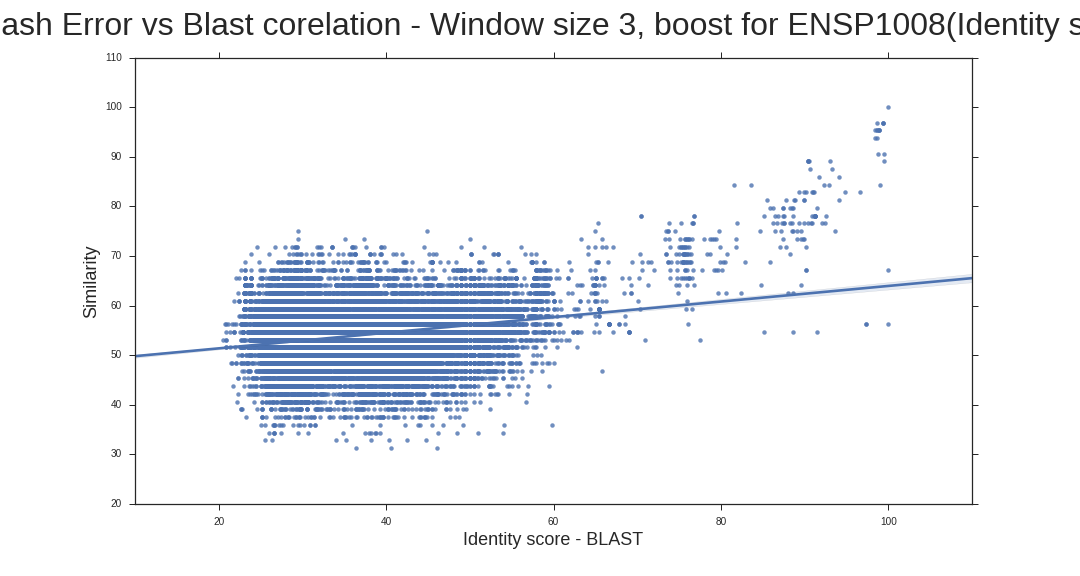 ash Error vs Blast corelation - Window size 3, boost for ENSP1008(Identity s
110
100
90
80
70
60
50
40
30
20
Similarity
20 40 60 80 100
Identity score - BLAST